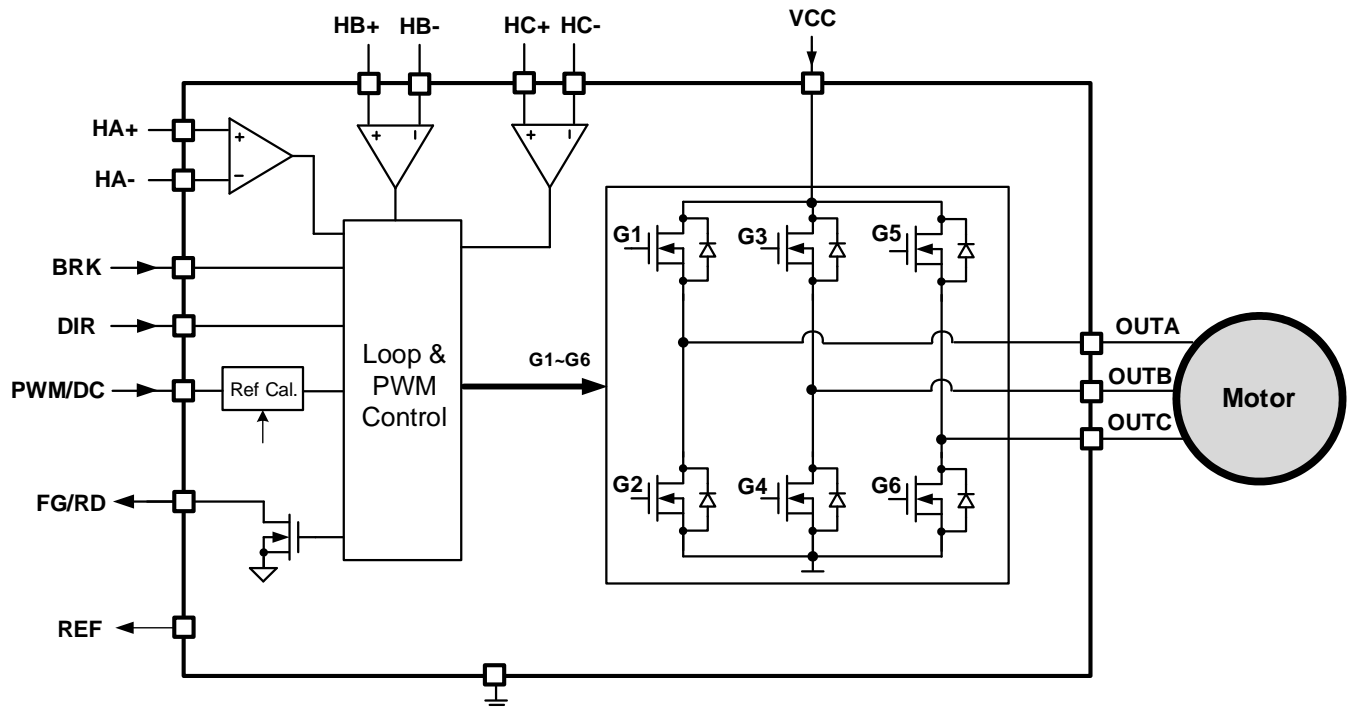 HB+ HB- HC+ HC- VCC
HA+
+
−
HA-
+ −
+ −
BRK
DIR
PWM/DC
Ref Cal.
FG/RD
REF
Loop &
PWM
Control
G1~G6
G1 G3 G5
G2 G4 G6
OUTA
OUTB
OUTC
Motor